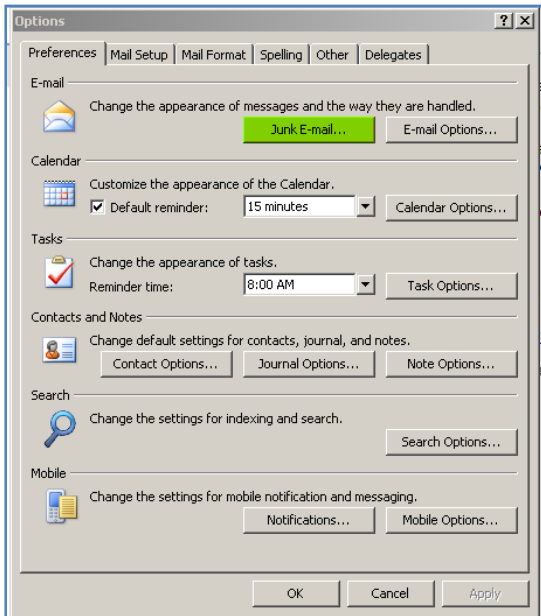 Options
? X
Preferences Mail Setup Mail Format Spelling Other Delegates
E-mail
Change the appearance of messages and the way they are handled.
Junk E-mail... E-mail Options...
Calendar
Customize the appearance of the Calendar.
Default reminder: 15 minutes Calendar Options...
Tasks
Change the appearance of tasks.
Reminder time: 8:00 AM Task Options...
Contacts and Notes
Change default settings for contacts, journal, and notes.
Contact Options... Journal Options... Note Options...
Search
Change the settings for indexing and search.
Search Options...
Mobile
Change the settings for mobile notification and messaging.
Notifications... Mobile Options...
OK Cancel Apply